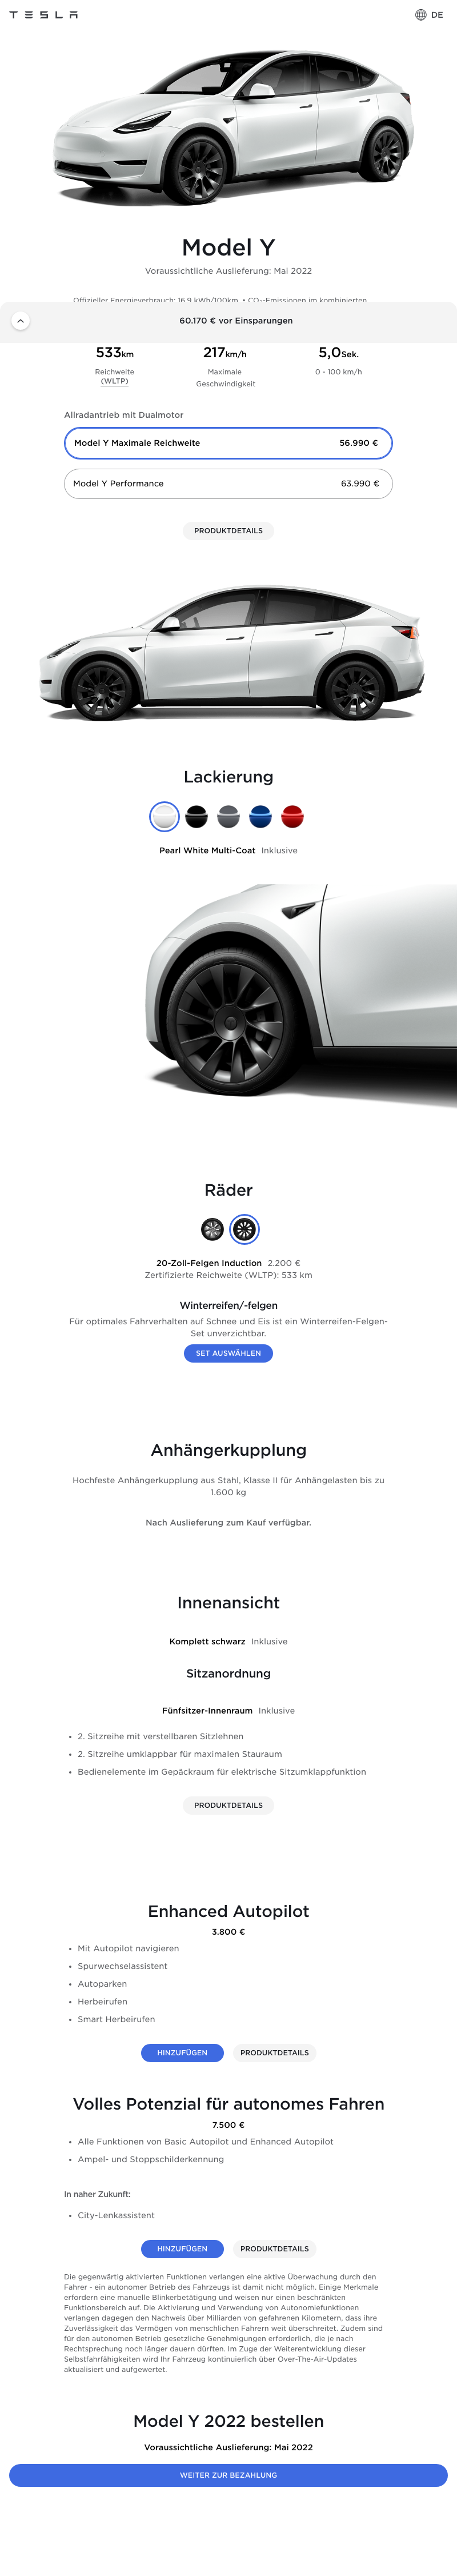 TESLA
DE
Model Y
Voraussichtliche Auslieferung: Mai 2022
Offizieller Energieverbrauch: 16,9 kWh/100km • CO₂-Emissionen im kombinierten
60.170 € vor Einsparungen
533km
217km/h
5,0Sek.
Reichweite
(WLTP)
Maximale
Geschwindigkeit
0 - 100 km/h
Allradantrieb mit Dualmotor
Model Y Maximale Reichweite 56.990 €
Model Y Performance 63.990 €
PRODUKTDETAILS
Lackierung
Pearl White Multi-Coat Inklusive
Räder
20-Zoll-Felgen Induction 2.200 €
Zertifizierte Reichweite (WLTP): 533 km
Winterreifen/-felgen
Für optimales Fahrverhalten auf Schnee und Eis ist ein Winterreifen-Felgen-
Set unverzichtbar.
SET AUSWÄHLEN
Anhängerkupplung
Hochfeste Anhängerkupplung aus Stahl, Klasse II für Anhängelasten bis zu
1.600 kg
Nach Auslieferung zum Kauf verfügbar.
Innenansicht
Komplett schwarz Inklusive
Sitzanordnung
Fünfsitzer-Innenraum Inklusive
• 2. Sitzreihe mit verstellbaren Sitzlehnen
• 2. Sitzreihe umklappbar für maximalen Stauraum
• Bedienelemente im Gepäckraum für elektrische Sitzumklappfunktion
PRODUKTDETAILS
Enhanced Autopilot
3.800 €
• Mit Autopilot navigieren
• Spurwechselassistent
• Autoparken
• Herbeirufen
• Smart Herbeirufen
HINZUFÜGEN
PRODUKTDETAILS
Volles Potenzial für autonomes Fahren
7.500 €
• Alle Funktionen von Basic Autopilot und Enhanced Autopilot
• Ampel- und Stoppschilderkennung
In naher Zukunft:
• City-Lenkassistent
HINZUFÜGEN
PRODUKTDETAILS
Die gegenwärtig aktivierten Funktionen verlangen eine aktive Überwachung durch den
Fahrer - ein autonomer Betrieb des Fahrzeugs ist damit nicht möglich. Einige Merkmale
erfordern eine manuelle Blinkerbetätigung und weisen nur einen beschränkten
Funktionsbereich auf. Die Aktivierung und Verwendung von Autonomiefunktionen
verlangen dagegen den Nachweis über Milliarden von gefahrenen Kilometern, dass ihre
Zuverlässigkeit das Vermögen von menschlichen Fahrern weit überschreitet. Zudem sind
für den autonomen Betrieb gesetzliche Genehmigungen erforderlich, die je nach
Rechtsprechung noch länger dauern dürften. Im Zuge der Weiterentwicklung dieser
Selbstfahrfähigkeiten wird Ihr Fahrzeug kontinuierlich über Over-The-Air-Updates
aktualisiert und aufgewertet.
Model Y 2022 bestellen
Voraussichtliche Auslieferung: Mai 2022
WEITER ZUR BEZAHLUNG